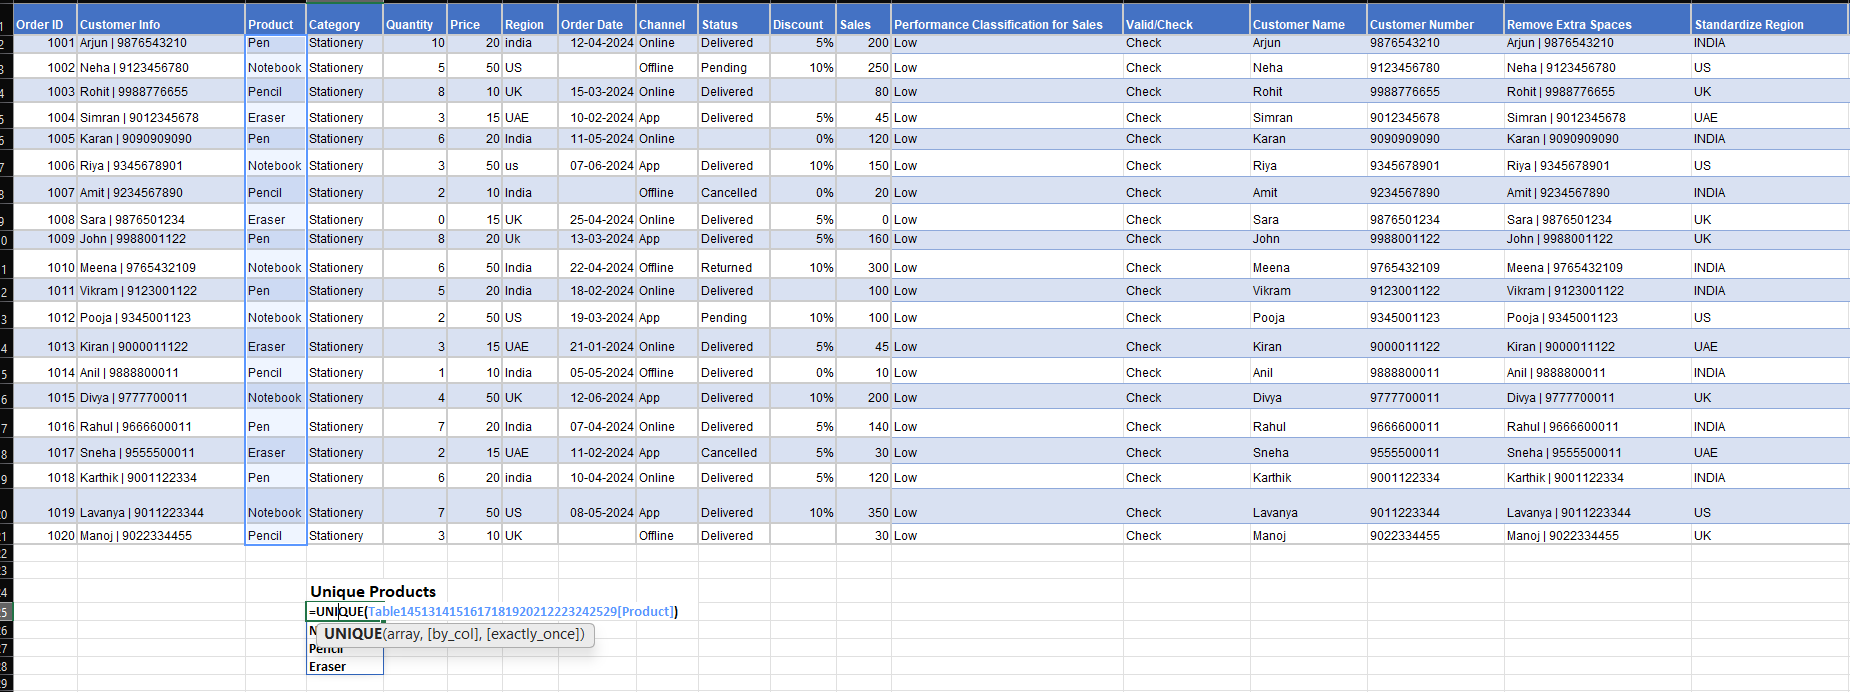 Order ID Customer Info Product Category Quantity Price Region Order Date Channel Status Discount Sales Performance Classification for Sales Valid/Check Customer Name Customer Number Remove Extra Spaces Standardize Region
1001 Arjun | 9876543210 Pen Stationery 10 20 india 12-04-2024 Online Delivered 5% 200 Low Check Arjun 9876543210 Arjun | 9876543210 INDIA
1002 Neha | 9123456780 Notebook Stationery 5 50 US Offline Pending 10% 250 Low Check Neha 9123456780 Neha | 9123456780 US
1003 Rohit | 9988776655 Pencil Stationery 8 10 UK 15-03-2024 Online Delivered 80 Low Check Rohit 9988776655 Rohit | 9988776655 UK
1004 Simran | 9012345678 Eraser Stationery 3 15 UAE 10-02-2024 App Delivered 5% 45 Low Check Simran 9012345678 Simran | 9012345678 UAE
1005 Karan | 9090909090 Pen Stationery 6 20 India 11-05-2024 Online 0% 120 Low Check Karan 9090909090 Karan | 9090909090 INDIA
1006 Riya | 9345678901 Notebook Stationery 3 50 us 07-06-2024 App Delivered 10% 150 Low Check Riya 9345678901 Riya | 9345678901 US
1007 Amit | 9234567890 Pencil Stationery 2 10 India Offline Cancelled 0% 20 Low Check Amit 9234567890 Amit | 9234567890 INDIA
1008 Sara | 9876501234 Eraser Stationery 0 15 UK 25-04-2024 Online Delivered 5% 0 Low Check Sara 9876501234 Sara | 9876501234 UK
1009 John | 9988001122 Pen Stationery 8 20 Uk 13-03-2024 App Delivered 5% 160 Low Check John 9988001122 John | 9988001122 UK
1010 Meena | 9765432109 Notebook Stationery 6 50 India 22-04-2024 Offline Returned 10% 300 Low Check Meena 9765432109 Meena | 9765432109 INDIA
1011 Vikram | 9123001122 Pen Stationery 5 20 India 18-02-2024 Online Delivered 100 Low Check Vikram 9123001122 Vikram | 9123001122 INDIA
1012 Pooja | 9345001123 Notebook Stationery 2 50 US 19-03-2024 App Pending 10% 100 Low Check Pooja 9345001123 Pooja | 9345001123 US
1013 Kiran | 9000011122 Eraser Stationery 3 15 UAE 21-01-2024 Online Delivered 5% 45 Low Check Kiran 9000011122 Kiran | 9000011122 UAE
1014 Anil | 9888800011 Pencil Stationery 1 10 India 05-05-2024 Offline Delivered 0% 10 Low Check Anil 9888800011 Anil | 9888800011 INDIA
1015 Divya | 9777700011 Notebook Stationery 4 50 UK 12-06-2024 App Delivered 10% 200 Low Check Divya 9777700011 Divya | 9777700011 UK
1016 Rahul | 9666600011 Pen Stationery 7 20 India 07-04-2024 Online Delivered 5% 140 Low Check Rahul 9666600011 Rahul | 9666600011 INDIA
1017 Sneha | 9555500011 Eraser Stationery 2 15 UAE 11-02-2024 App Cancelled 5% 30 Low Check Sneha 9555500011 Sneha | 9555500011 UAE
1018 Karthik | 9001122334 Pen Stationery 6 20 india 10-04-2024 Online Delivered 5% 120 Low Check Karthik 9001122334 Karthik | 9001122334 INDIA
1019 Lavanya | 9011223344 Notebook Stationery 7 50 US 08-05-2024 App Delivered 10% 350 Low Check Lavanya 9011223344 Lavanya | 9011223344 US
1020 Manoj | 9022334455 Pencil Stationery 3 10 UK Offline Delivered 30 Low Check Manoj 9022334455 Manoj | 9022334455 UK
Unique Products
=UNIQUE(Table14513141516171819202122232425​29[Product])
UNIQUE(array, [by_col], [exactly_once])
Pencil
Eraser